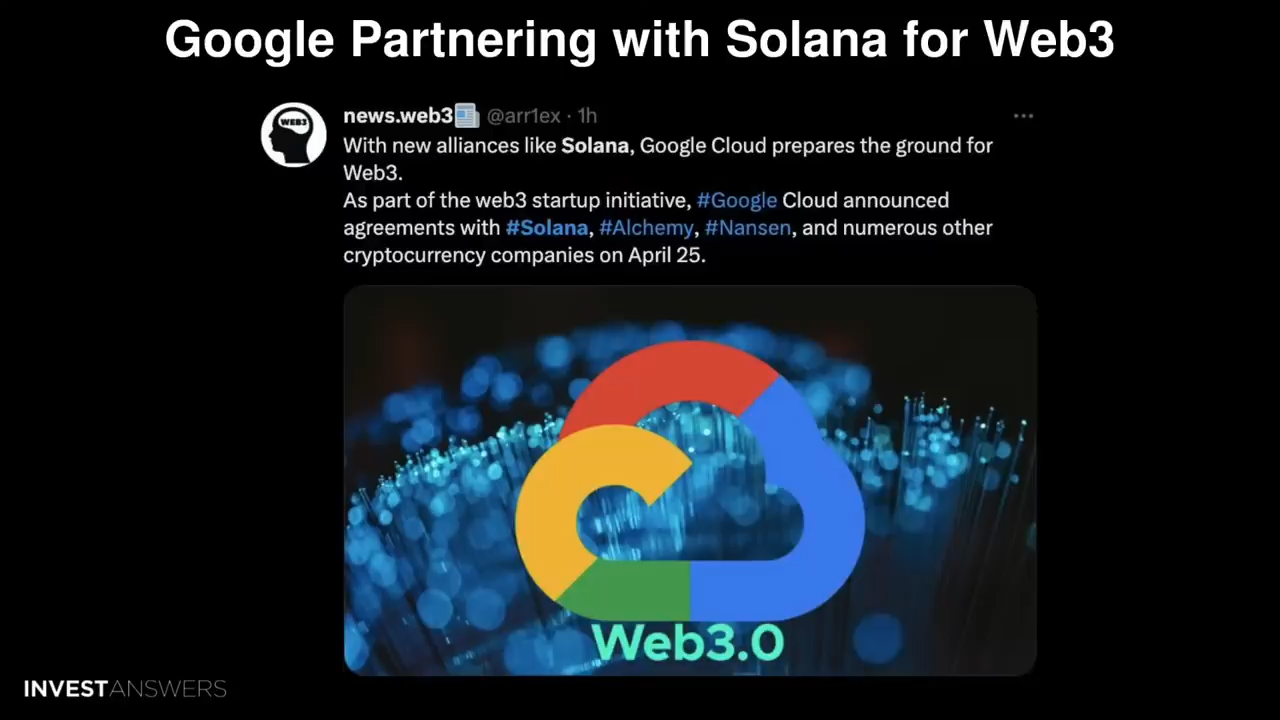 Google Partnering with Solana for Web3
news.web3📰 @arr1ex · 1h
WEB3
With new alliances like Solana, Google Cloud prepares the ground for
Web3.
As part of the web3 startup initiative, #Google Cloud announced
agreements with #Solana, #Alchemy, #Nansen, and numerous other
cryptocurrency companies on April 25.
Web3.0
INVESTANSWERS